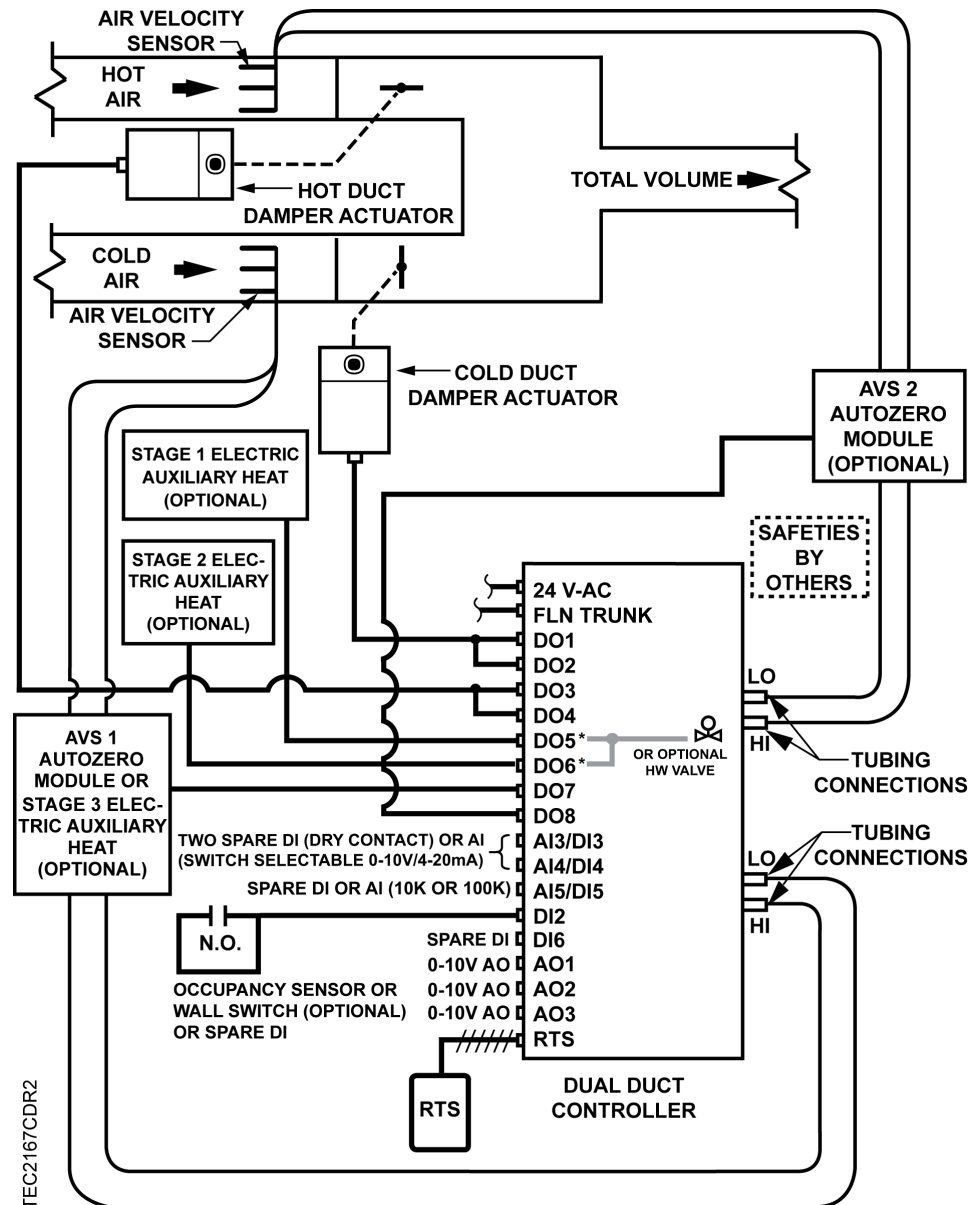 AIR VELOCITY
SENSOR
HOT
AIR
HOT DUCT
DAMPER ACTUATOR
TOTAL VOLUME
COLD
AIR
AIR VELOCITY
SENSOR
COLD DUCT
DAMPER ACTUATOR
AVS 2
AUTOZERO
MODULE
(OPTIONAL)
STAGE 1 ELECTRIC
AUXILIARY HEAT
(OPTIONAL)
STAGE 2 ELEC-
TRIC AUXILIARY
HEAT
(OPTIONAL)
SAFETIES
BY
OTHERS
24 V-AC
FLN TRUNK
DO1
DO2
DO3
DO4
DO5*
DO6*
DO7
DO8
AI3/DI3
AI4/DI4
AI5/DI5
DI2
DI6
AO1
AO2
AO3
RTS
OR OPTIONAL
HW VALVE
LO
HI
TUBING
CONNECTIONS
LO
HI
TUBING
CONNECTIONS
AVS 1
AUTOZERO
MODULE OR
STAGE 3 ELEC-
TRIC AUXILIARY
HEAT
(OPTIONAL)
TWO SPARE DI (DRY CONTACT) OR AI
(SWITCH SELECTABLE 0-10V/4-20mA)
SPARE DI OR AI (10K OR 100K)
N.O.
SPARE DI
0-10V AO
0-10V AO
0-10V AO
OCCUPANCY SENSOR OR
WALL SWITCH (OPTIONAL)
OR SPARE DI
RTS
DUAL DUCT
CONTROLLER
TEC2167CDR2